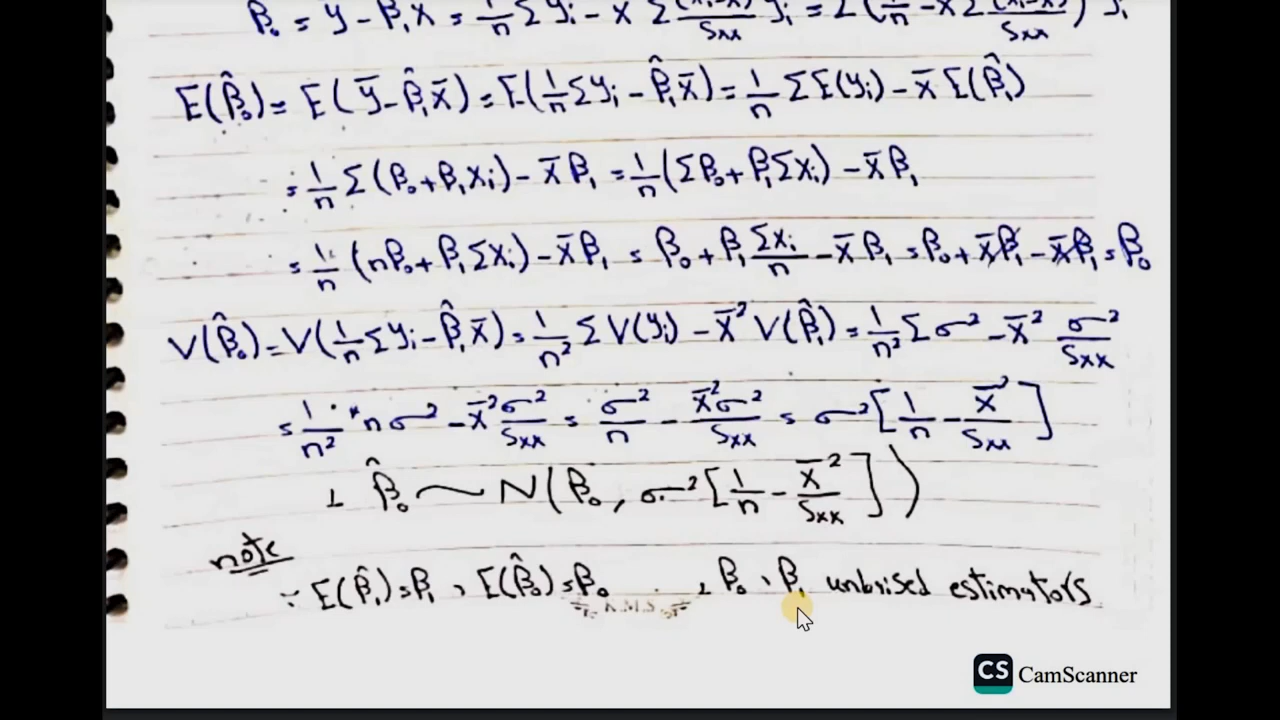 β̂₀ = ȳ - β̂₁x̄ = 1/n Σyᵢ - x̄ Σ (xᵢ-x̄)/Sxx yᵢ = Σ(1/n - x̄ Σ (xᵢ-x̄)/Sxx) yᵢ
E(β̂₀) = E(ȳ - β̂₁x̄) = E(1/n Σyᵢ - β̂₁x̄) = 1/n ΣE(yᵢ) - x̄ E(β̂₁)
= 1/n Σ(β₀+β₁xᵢ) - x̄β₁ = 1/n (Σβ₀+β₁Σxᵢ) - x̄β₁
= 1/n (nβ₀+β₁Σxᵢ) - x̄β₁ = β₀+β₁ Σxᵢ/n - x̄β₁ = β₀+x̄β₁-x̄β₁ = β₀
V(β̂₀) = V(1/n Σyᵢ - β̂₁x̄) = 1/n² ΣV(yᵢ) - x̄² V(β̂₁) = 1/n² Σσ² - x̄² σ²/Sxx
= 1/n² * nσ² - x̄²σ²/Sxx = σ²/n - x̄²σ²/Sxx = σ²[1/n - x̄²/Sxx]
∴ β̂₀ ~ N(β₀, σ²[1/n - x̄²/Sxx])
note
∵ E(β̂₁)=β₁ , E(β̂₀)=β₀ ∴ β₀ , β₁ unbaised estimators
A.M.S
CS CamScanner